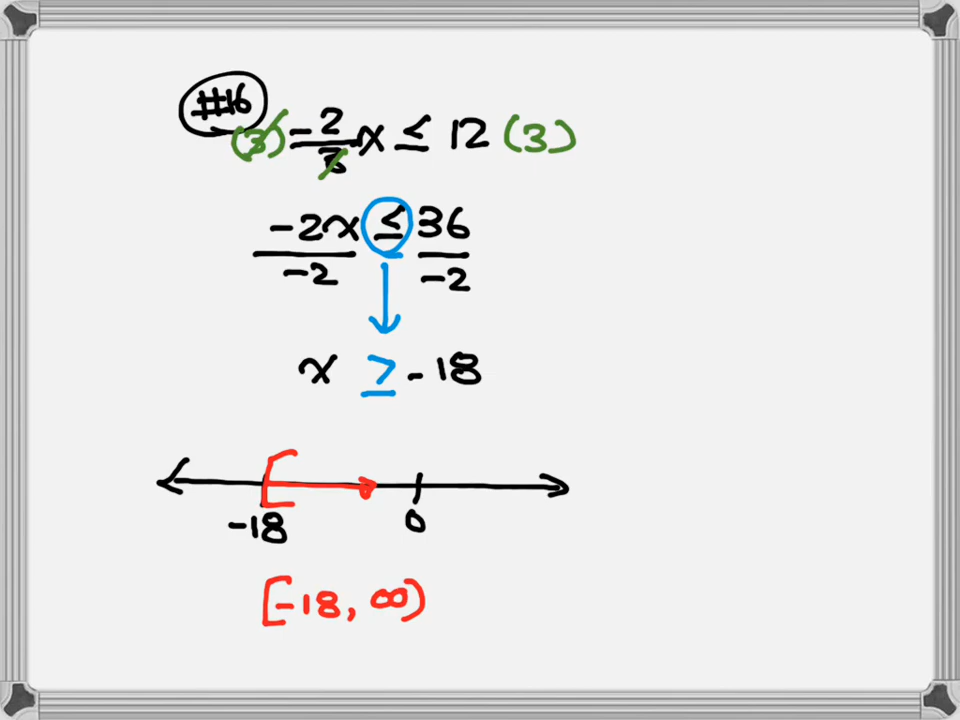 #16
(3) -2/3 x ≤ 12 (3)
-2x ≤ 36
-2 -2
x ≥ -18
-18 0
[-18, ∞)